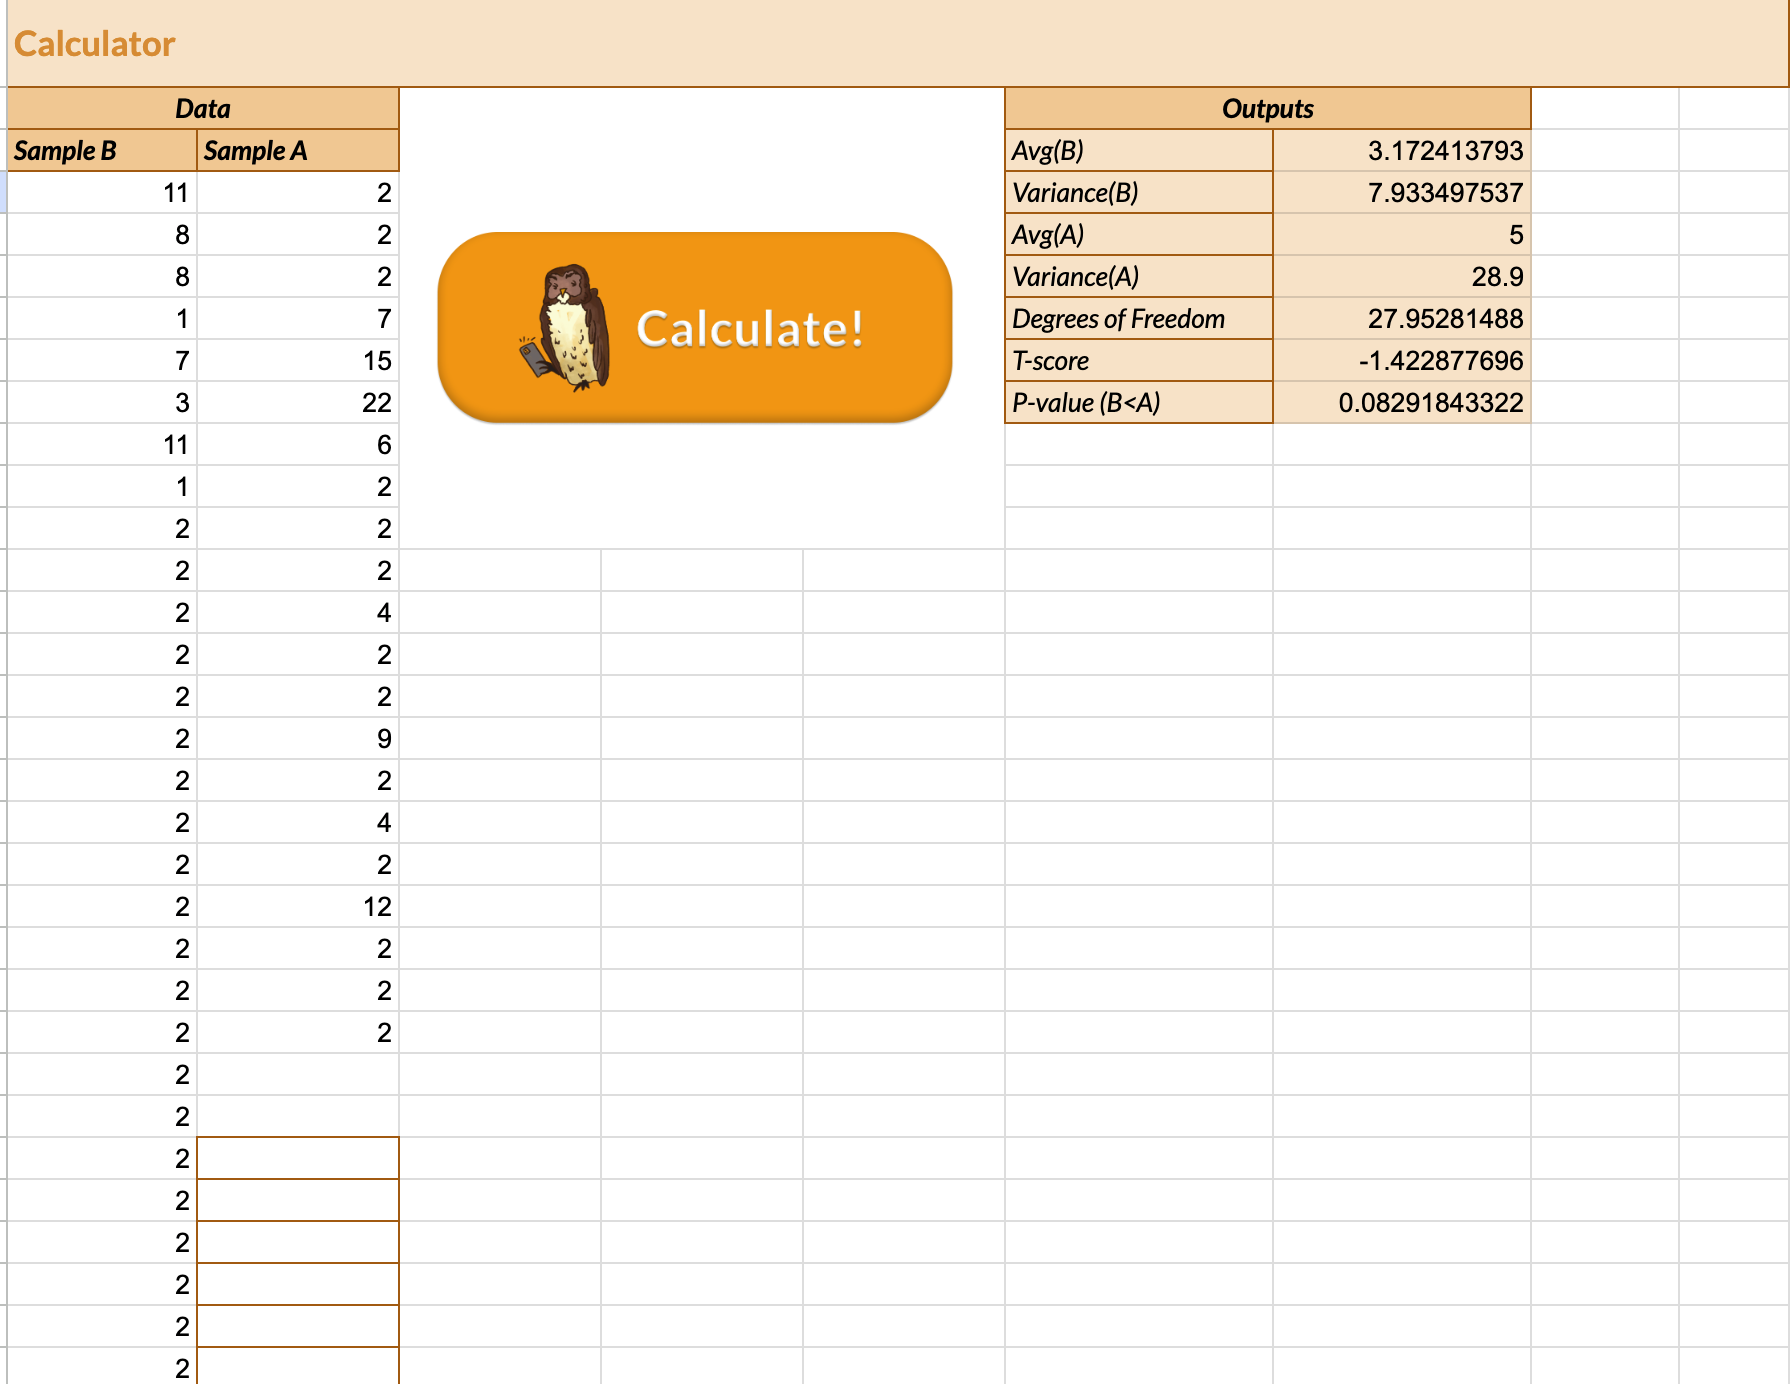 Calculator
Data Outputs
Sample B Sample A Avg(B) 3.172413793
11 2 Variance(B) 7.933497537
8 2 Avg(A) 5
8 2 Variance(A) 28.9
1 7 Degrees of Freedom 27.95281488
Calculate!
7 15 T-score -1.422877696
3 22 P-value (B<A) 0.08291843322
11 6
1 2
2 2
2 2
2 4
2 2
2 2
2 9
2 2
2 4
2 2
2 12
2 2
2 2
2 2
2
2
2
2
2
2
2
2